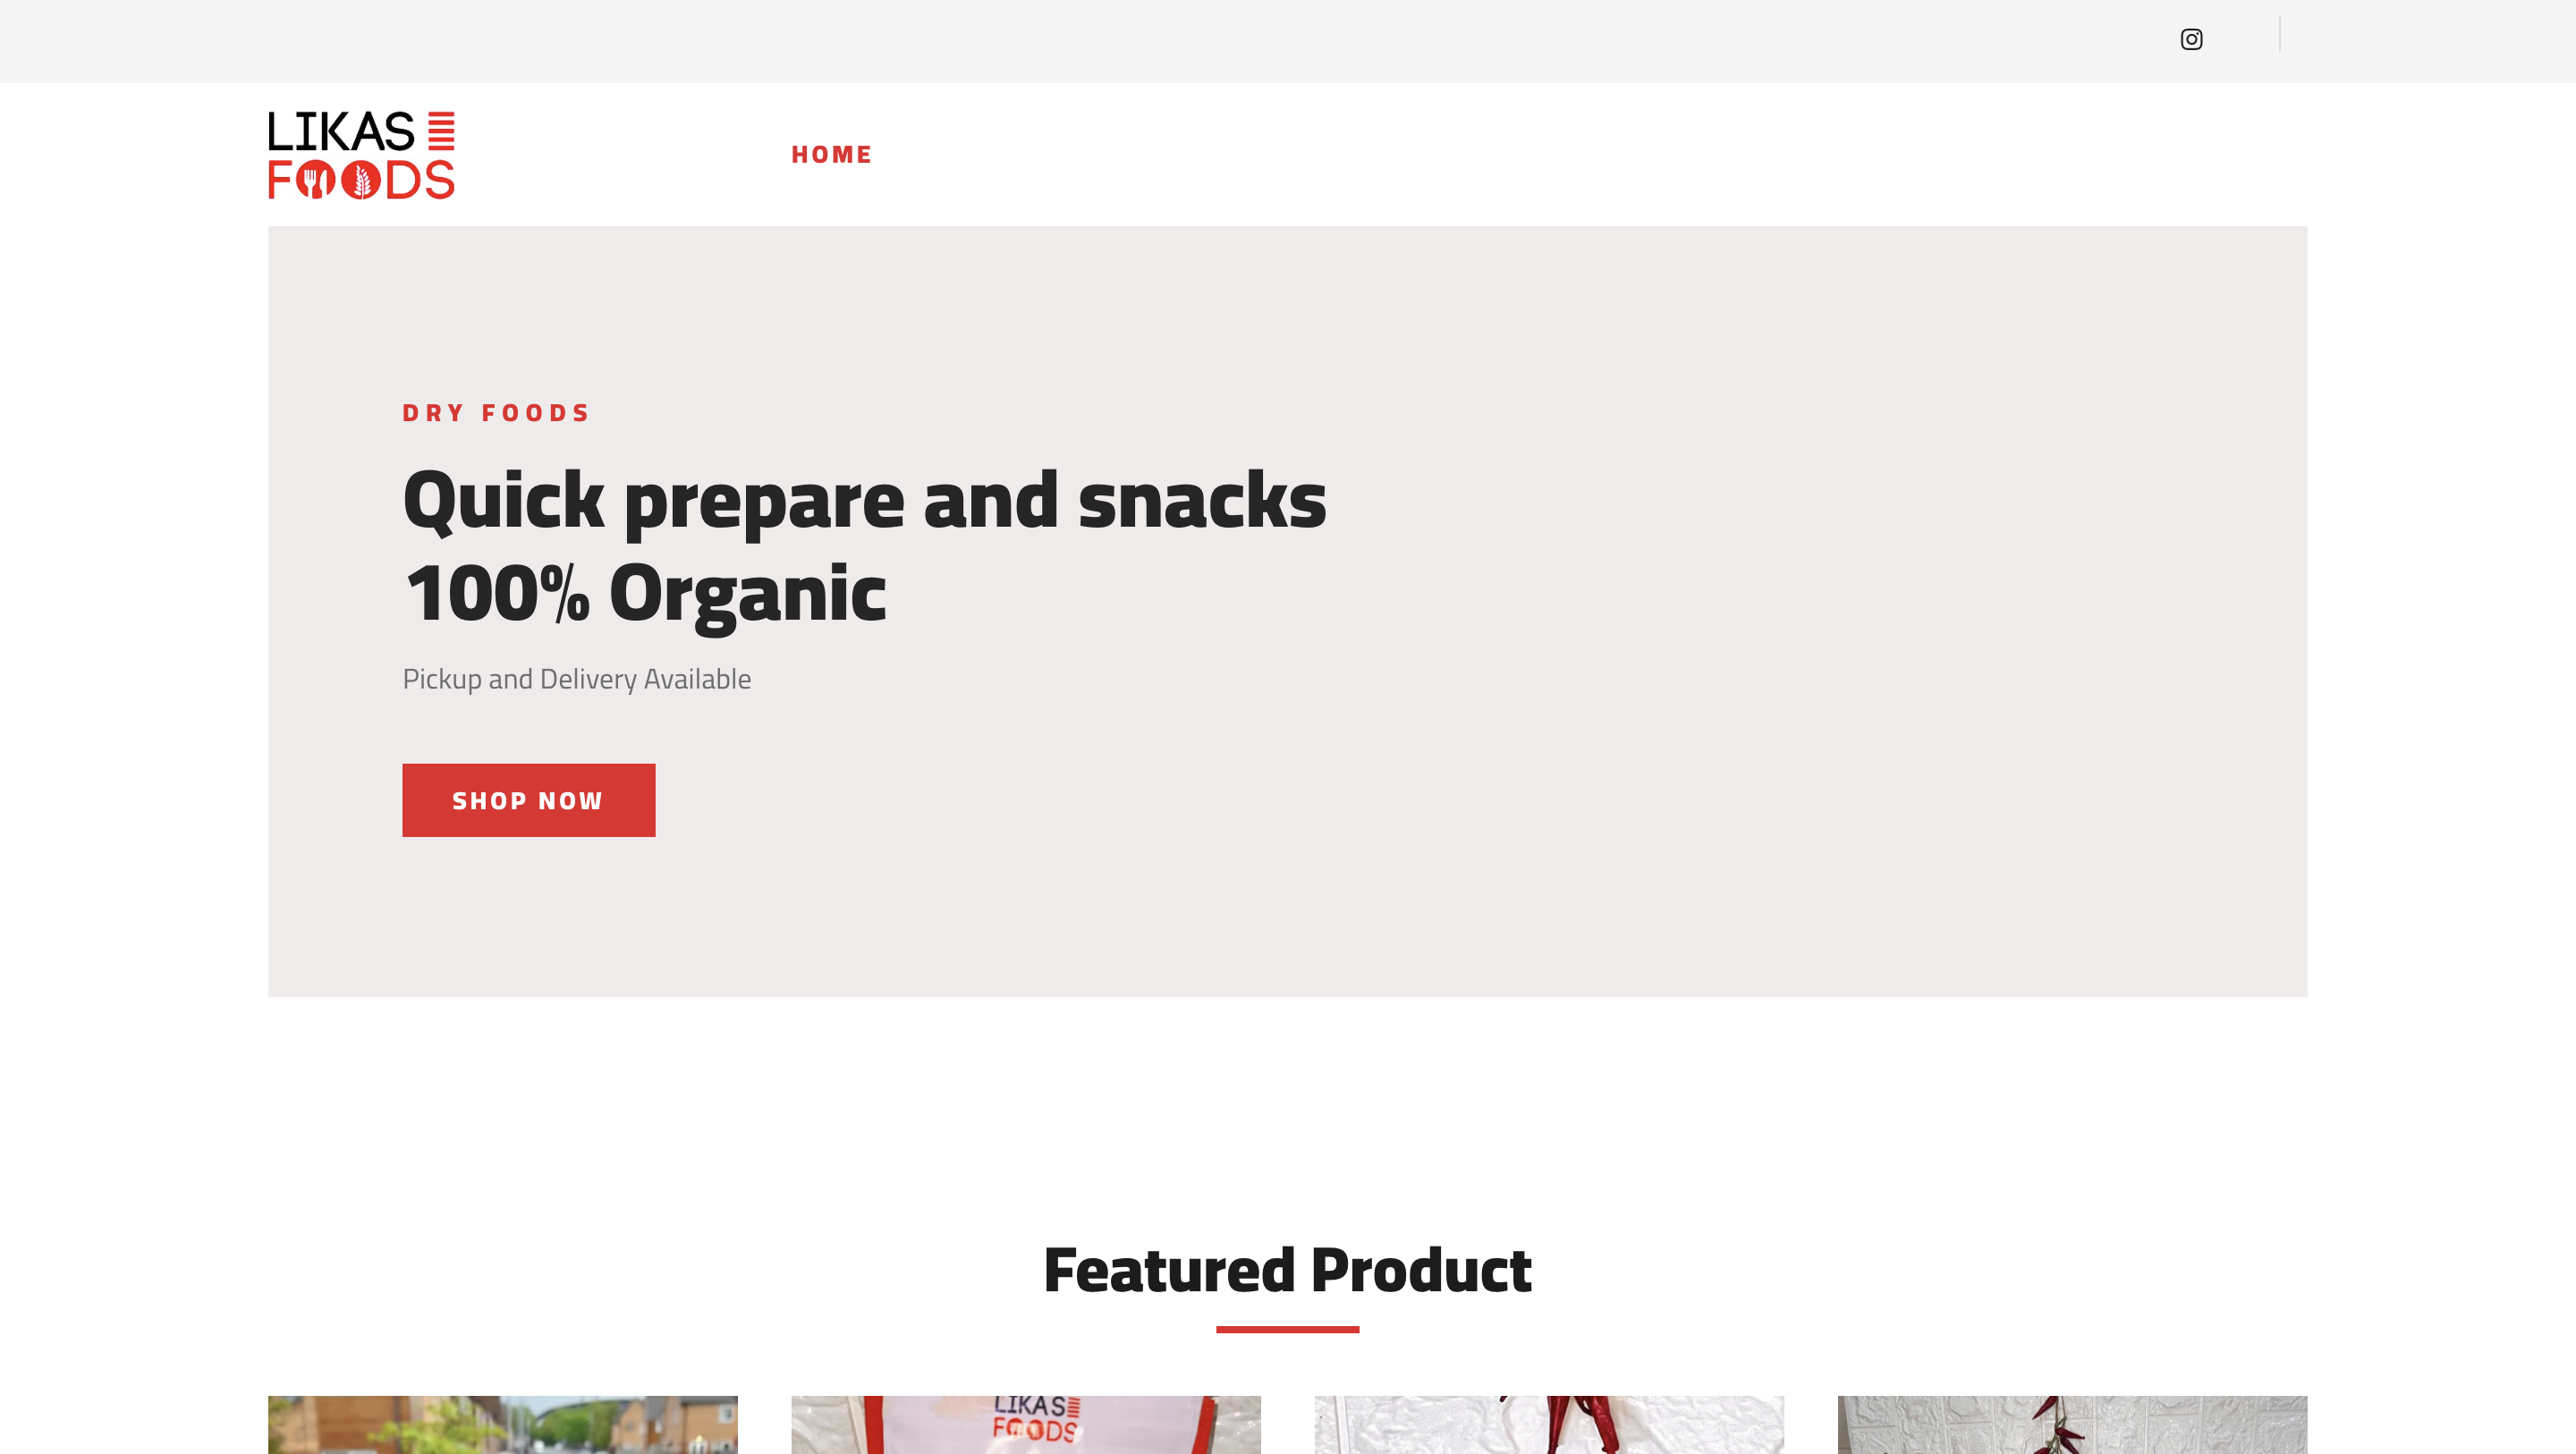 LIKAS
FOODS
HOME
DRY FOODS
Quick prepare and snacks
100% Organic
Pickup and Delivery Available
SHOP NOW
Featured Product
LIKAS
FOODS